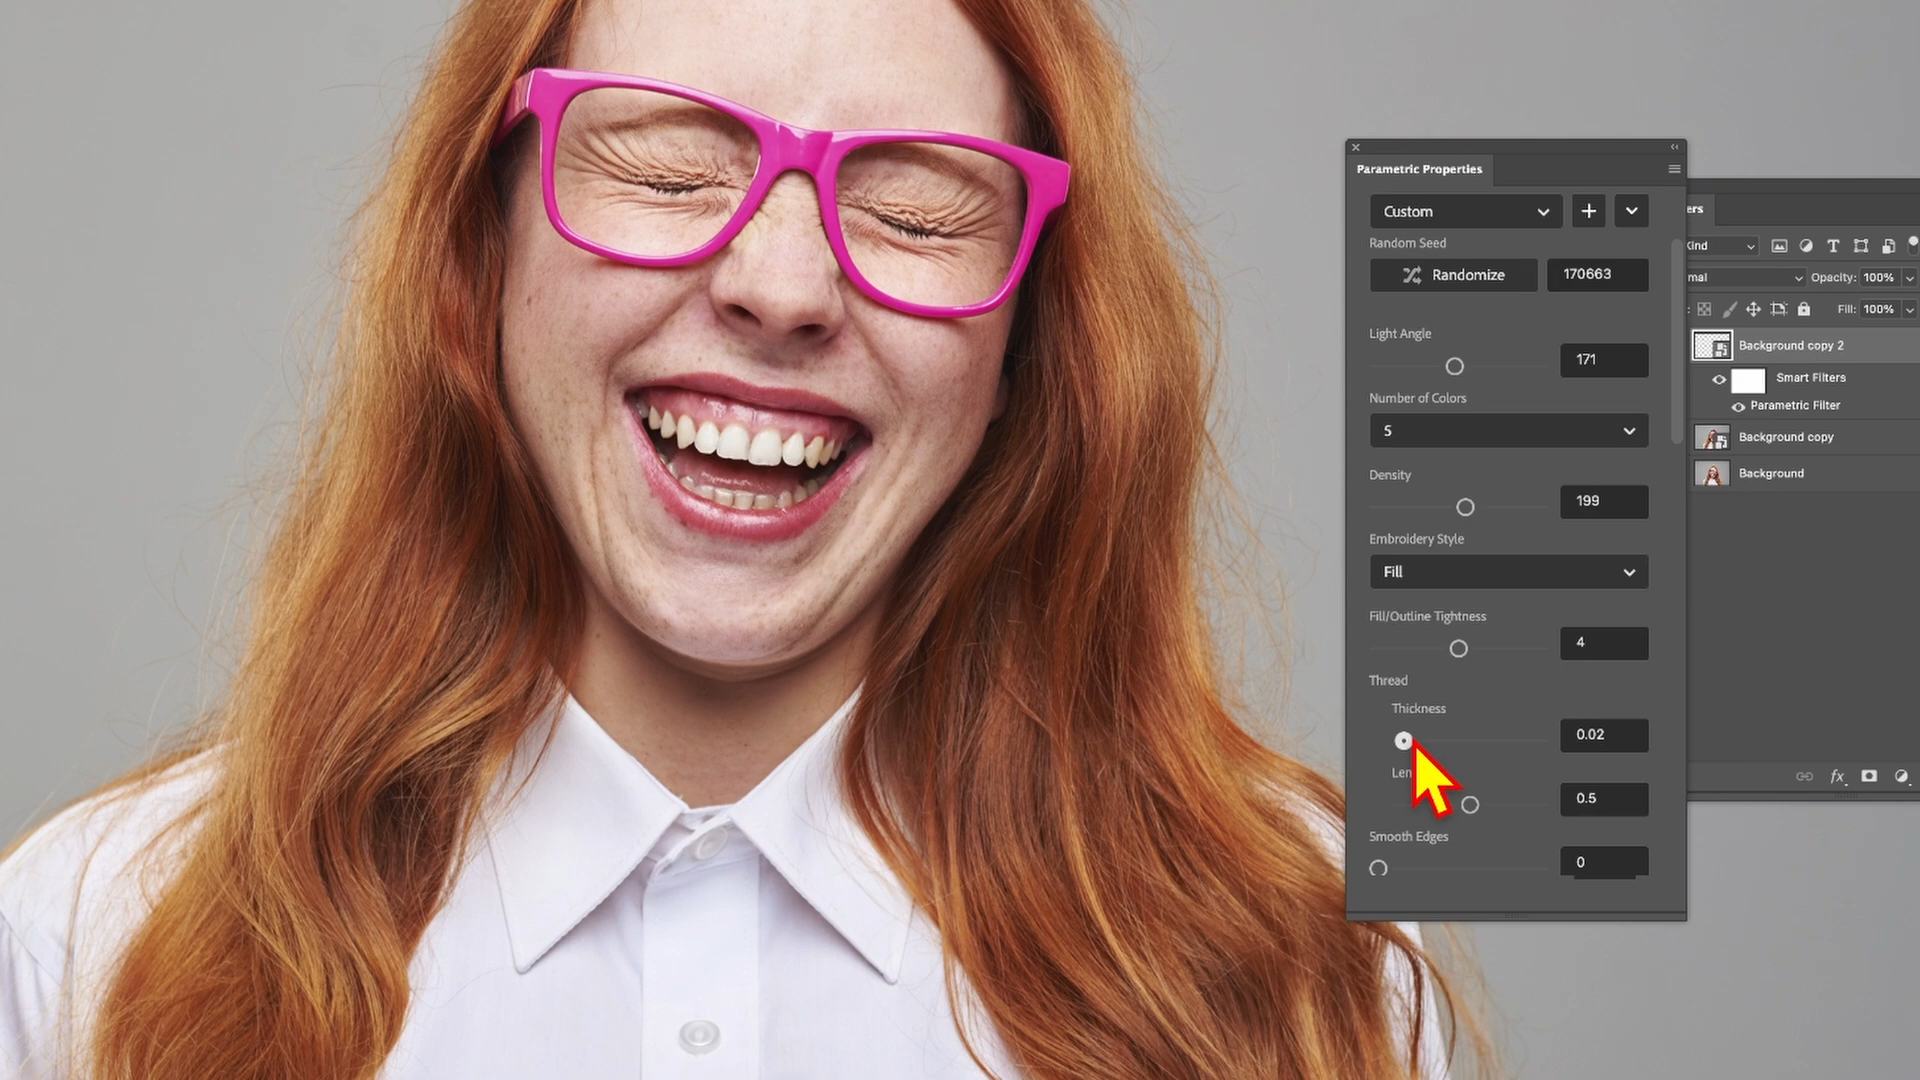 Parametric Properties
Custom
Random Seed
Randomize 170663
Light Angle
171
Number of Colors
5
Density
199
Embroidery Style
Fill
Fill/Outline Tightness
4
Thread
Thickness
0.02
0.5
Smooth Edges
0
Kind
Opacity: 100%
Fill: 100%
Background copy 2
Smart Filters
Parametric Filter
Background copy
Background
fx